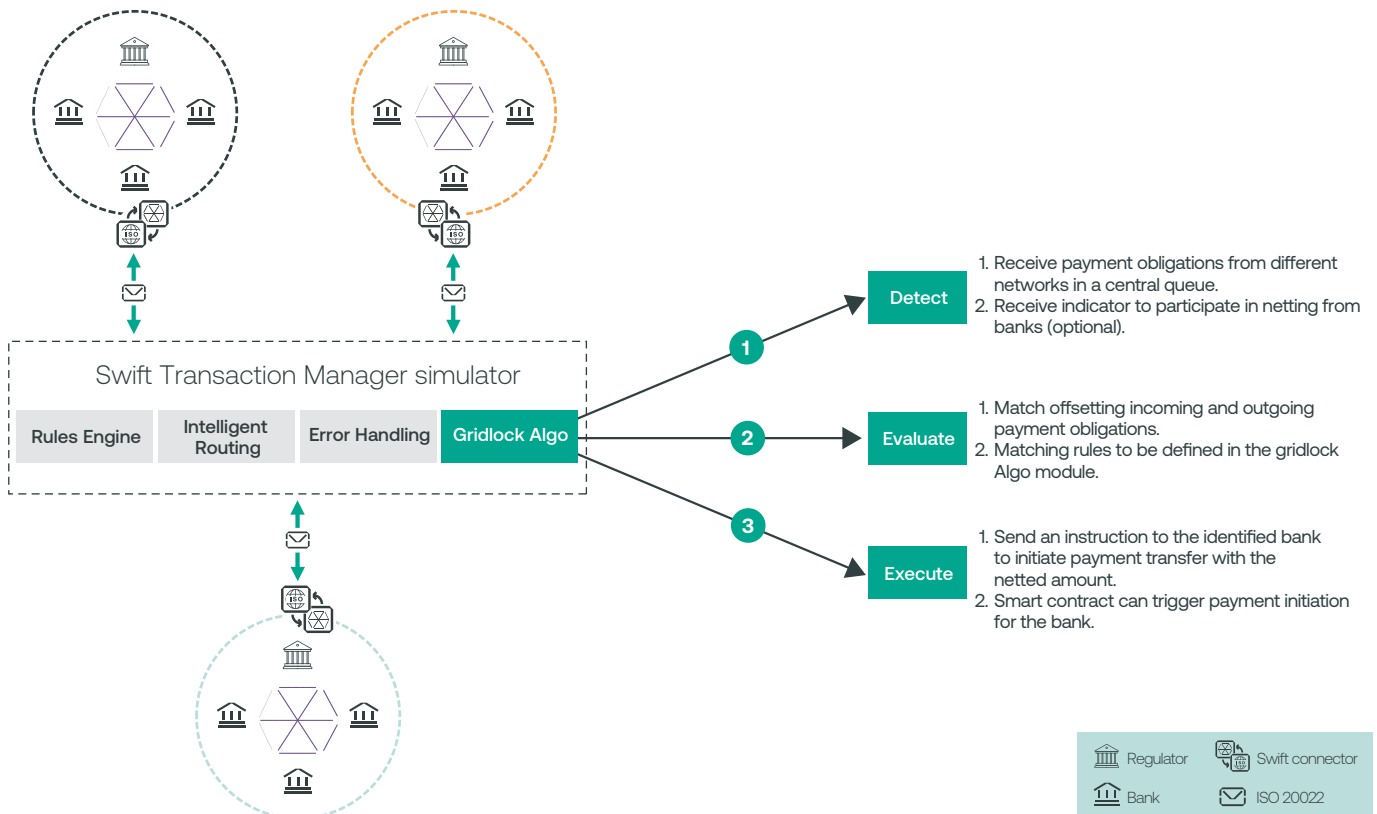 ISO
ISO
1. Receive payment obligations from different
networks in a central queue.
2. Receive indicator to participate in netting from
banks (optional).
Detect
1
Swift Transaction Manager simulator
Rules Engine
Intelligent
Routing
Error Handling
Gridlock Algo
2
Evaluate
1. Match offsetting incoming and outgoing
payment obligations.
2. Matching rules to be defined in the gridlock
Algo module.
3
Execute
1. Send an instruction to the identified bank
to initiate payment transfer with the
netted amount.
2. Smart contract can trigger payment initiation
for the bank.
ISO
Regulator
ISO
Swift connector
Bank
ISO 20022